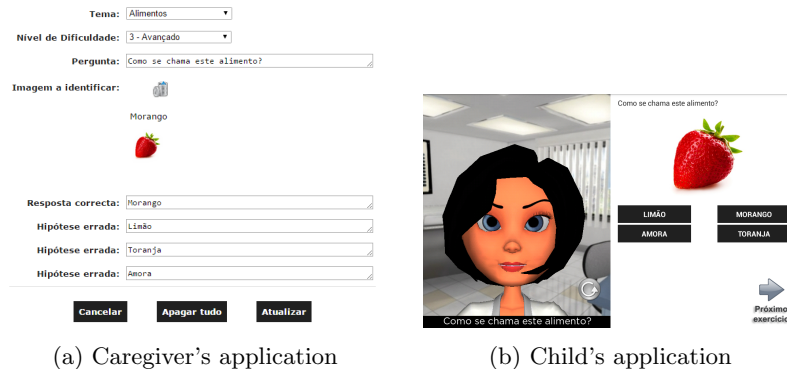 Tema: Alimentos
Nível de Dificuldade: 3 - Avançado
Pergunta: Como se chama este alimento?
Imagem a identificar:
Morango
Resposta correcta: Morango
Hipótese errada: Limão
Hipótese errada: Toranja
Hipótese errada: Amora
Cancelar Apagar tudo Atualizar
(a) Caregiver's application
Como se chama este alimento?
LIMÃO MORANGO
AMORA TORANJA
Próximo
exercício
Como se chama este alimento?
(b) Child's application